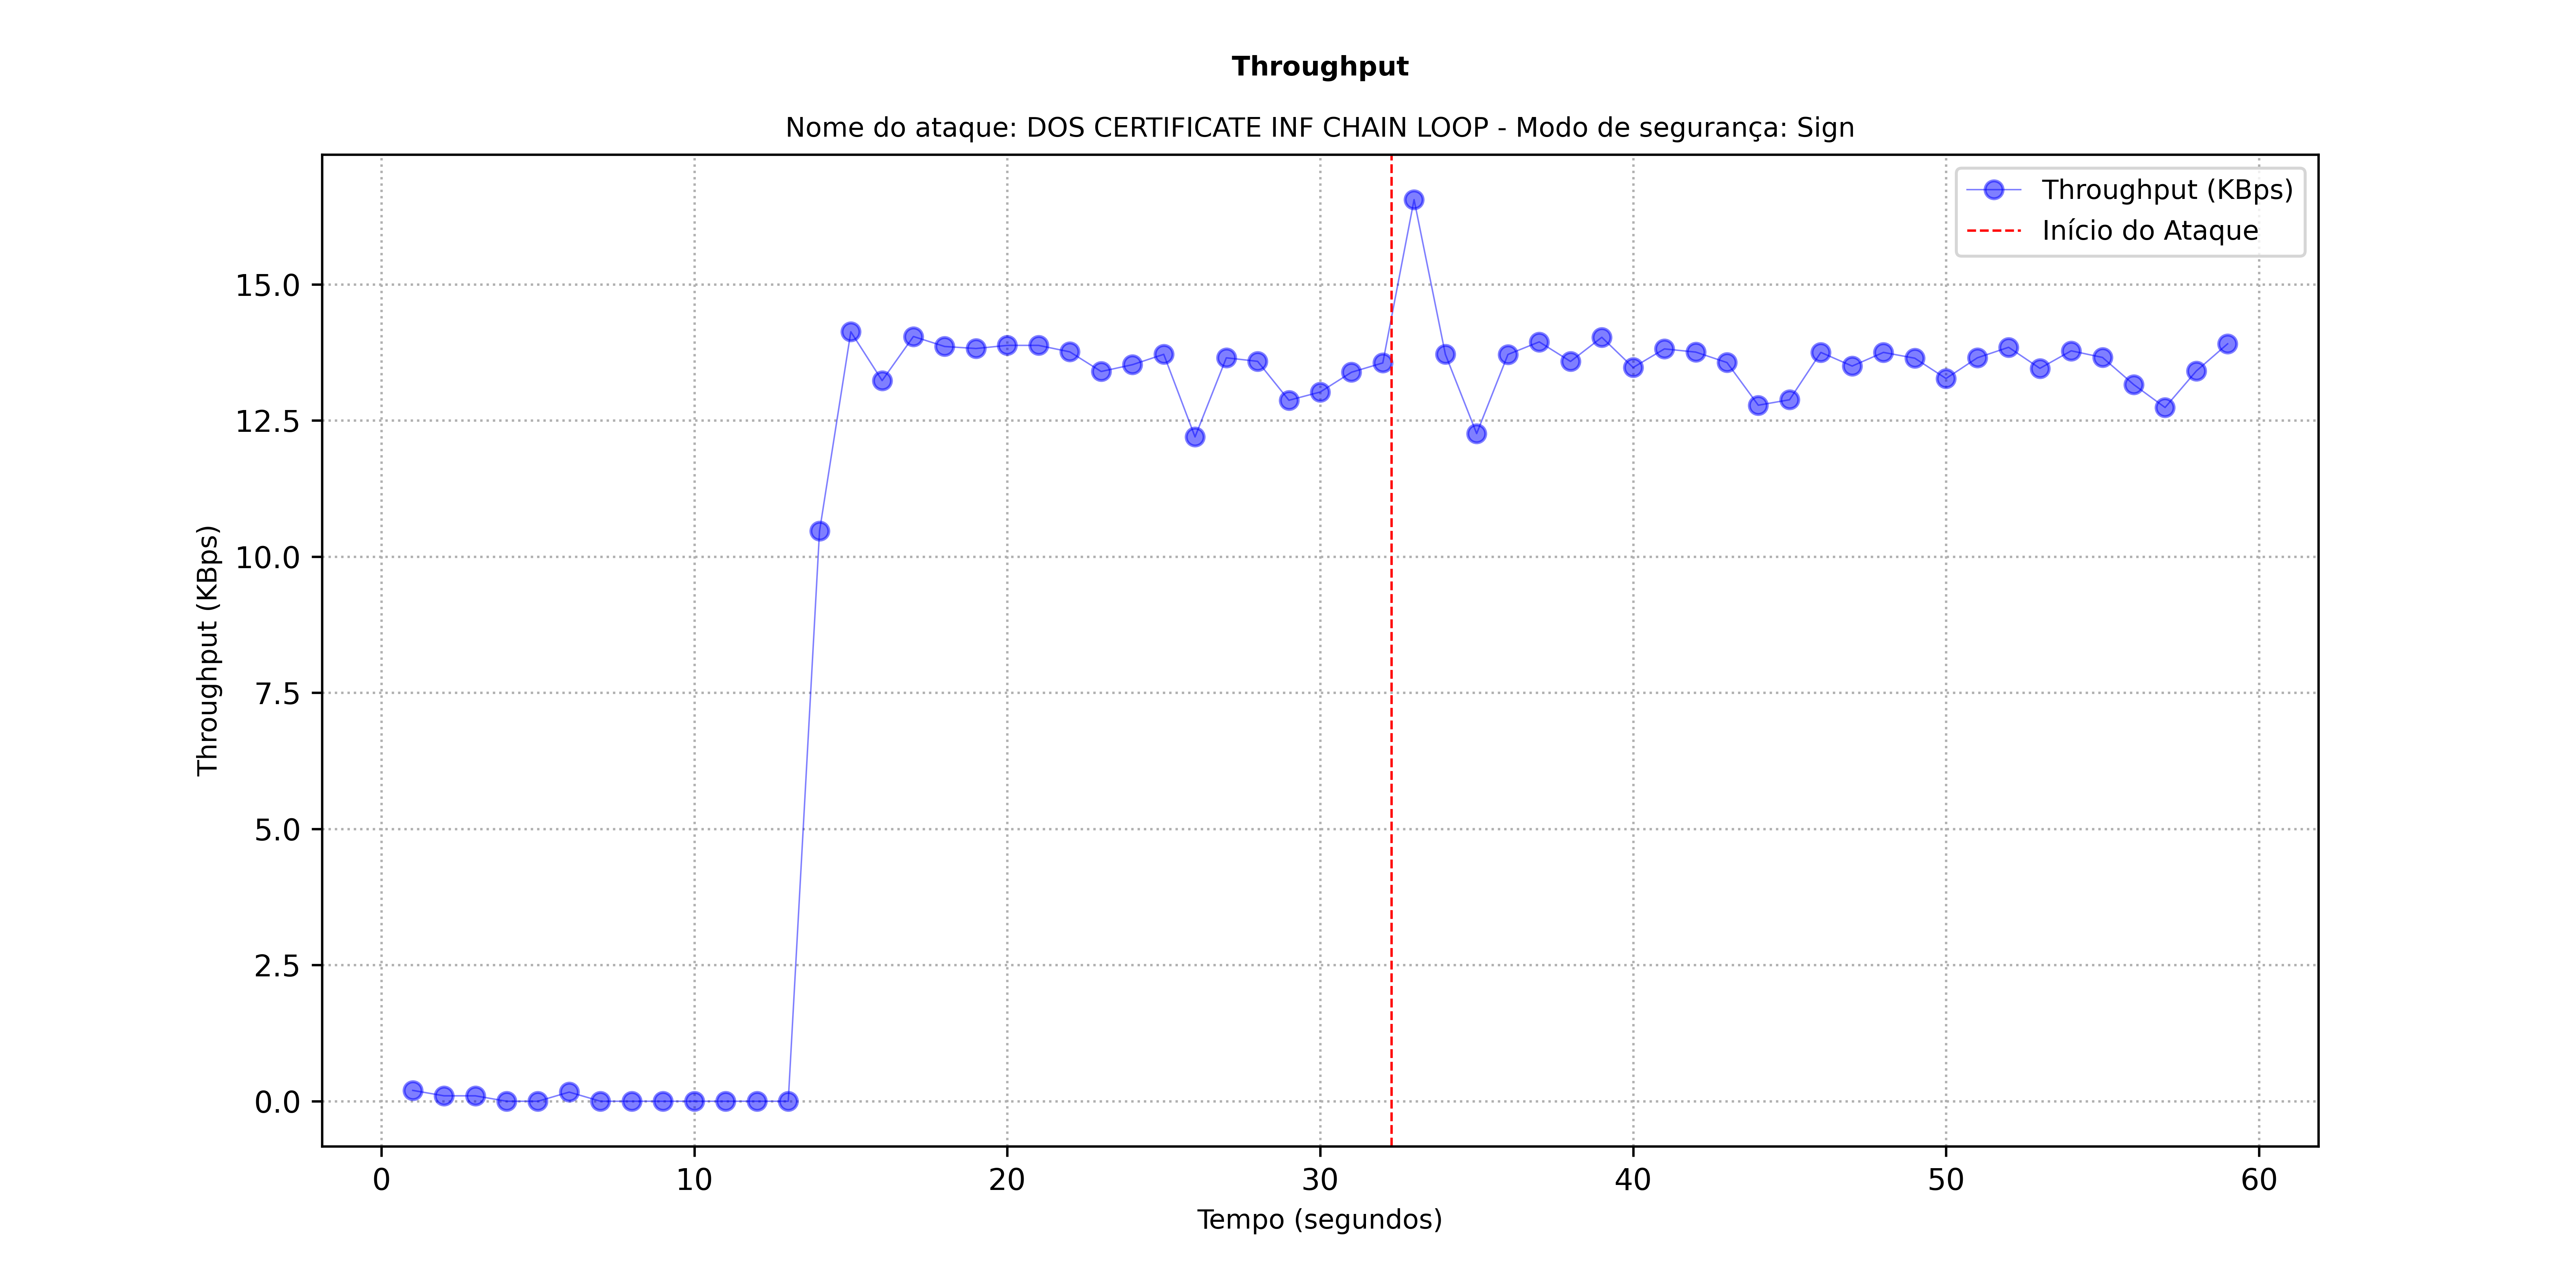 Throughput
Nome do ataque: DOS CERTIFICATE INF CHAIN LOOP - Modo de segurança: Sign
Throughput (KBps)
Início do Ataque
15.0
12.5
10.0
7.5
5.0
2.5
0.0
Throughput (KBps)
0 10 20 30 40 50 60
Tempo (segundos)